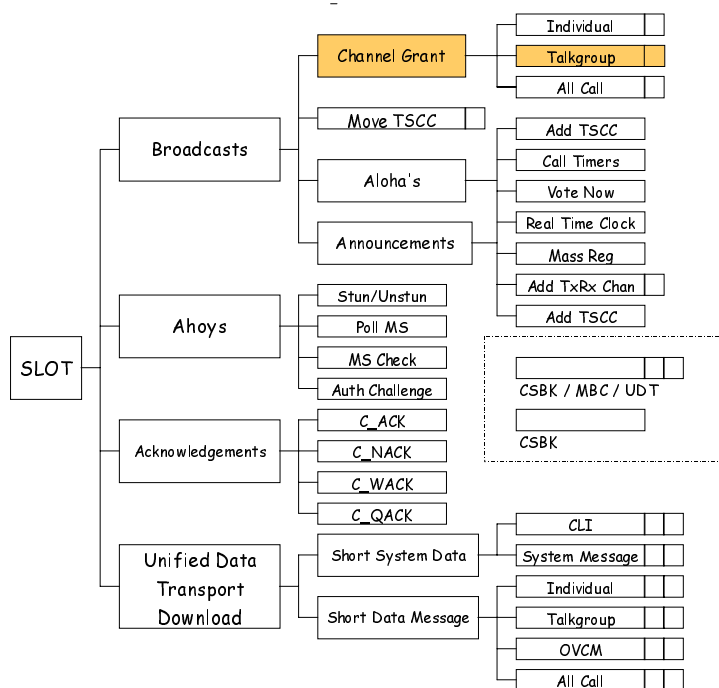 Individual
Channel Grant
Talkgroup
All Call
Move TSCC
Add TSCC
Broadcasts
Call Timers
Aloha's
Vote Now
Real Time Clock
Announcements
Mass Reg
Add TxRx Chan
Stun/Unstun
Add TSCC
Ahoys
Poll MS
MS Check
SLOT
Auth Challenge
CSBK / MBC / UDT
C_ACK
CSBK
Acknowledgements
C_NACK
C_WACK
C_QACK
CLI
Unified Data
Transport
Download
Short System Data
System Message
Individual
Short Data Message
Talkgroup
OVCM
All Call